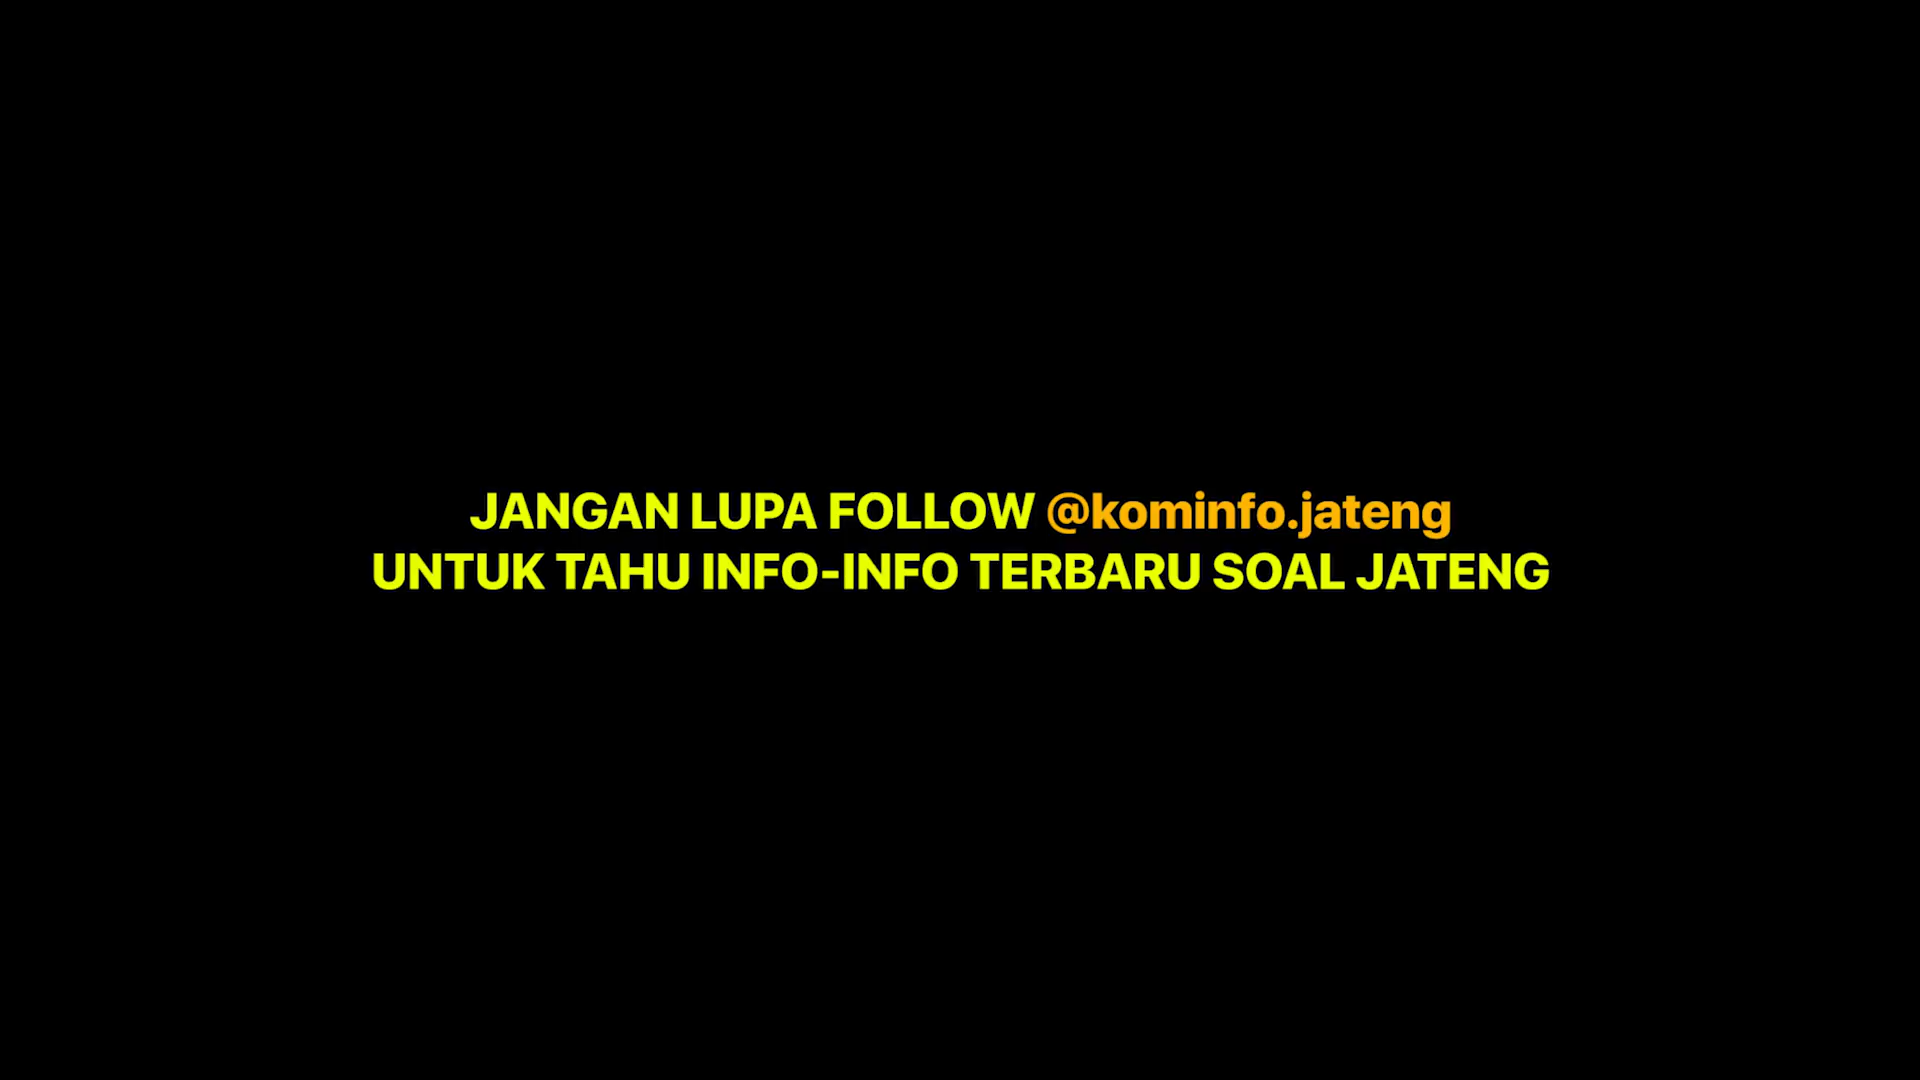 JANGAN LUPA FOLLOW @kominfo.jateng
UNTUK TAHU INFO-INFO TERBARU SOAL JATENG